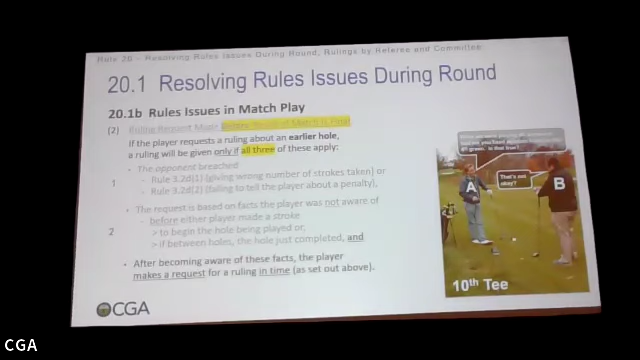 Rule 20 – Resolving Rules Issues During Round, Rulings by Referee and Committee
20.1 Resolving Rules Issues During Round
20.1b Rules Issues in Match Play
(2) Ruling Request Made Before Result of Match is Final
If the player requests a ruling about an earlier hole,
a ruling will be given only if all three of these apply:
• The opponent breached
1
- Rule 3.2d(1) (giving wrong number of strokes taken) or
- Rule 3.2d(2) (failing to tell the player about a penalty),
• The request is based on facts the player was not aware of
- before either player made a stroke
2
> to begin the hole being played or,
> if between holes, the hole just completed, and
• After becoming aware of these facts, the player
makes a request for a ruling in time (as set out above).
green. Is that true?
That's not
okay?
A
B
10th Tee
CGA
CGA